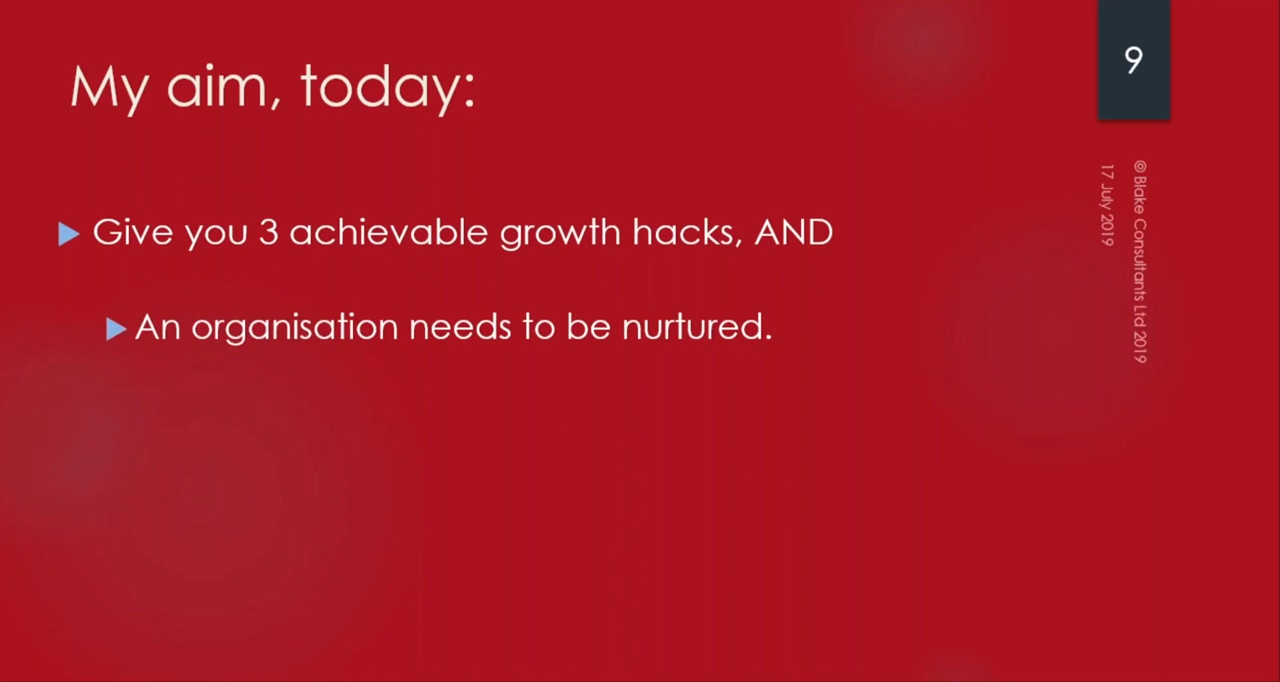 My aim, today:
9
Give you 3 achievable growth hacks, AND
An organisation needs to be nurtured.
17 July 2019
© Blake Consultants Ltd 2019